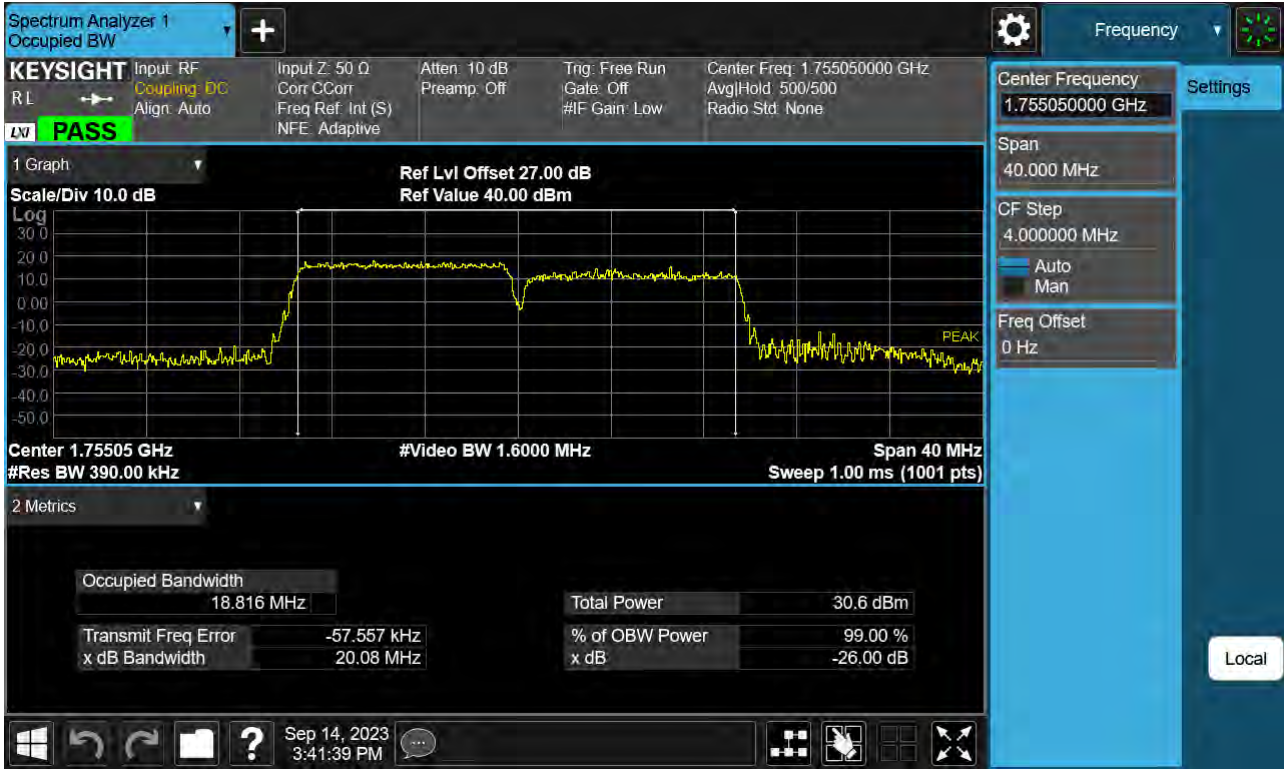 Spectrum Analyzer 1
Occupied BW
+
Frequency
KEYSIGHT
R L
LXI PASS
Input: RF
Coupling: DC
Align: Auto
Input Z: 50 Ω
Corr CCorr
Freq Ref: Int (S)
NFE: Adaptive
Atten: 10 dB
Preamp: Off
Trig: Free Run
Gate: Off
#IF Gain: Low
Center Freq: 1.755050000 GHz
Avg|Hold: 500/500
Radio Std: None
Center Frequency
1.755050000 GHz
Settings
Span
40.000 MHz
CF Step
4.000000 MHz
Auto
Man
Freq Offset
0 Hz
Local
1 Graph
Scale/Div 10.0 dB
Ref Lvl Offset 27.00 dB
Ref Value 40.00 dBm
Log
30.0
20.0
10.0
0.00
-10.0
-20.0
-30.0
-40.0
-50.0
PEAK
Center 1.75505 GHz
#Video BW 1.6000 MHz
Span 40 MHz
#Res BW 390.00 kHz
Sweep 1.00 ms (1001 pts)
2 Metrics
Occupied Bandwidth
18.816 MHz
Total Power 30.6 dBm
Transmit Freq Error -57.557 kHz
% of OBW Power 99.00 %
x dB Bandwidth 20.08 MHz
x dB -26.00 dB
?
Sep 14, 2023
3:41:39 PM